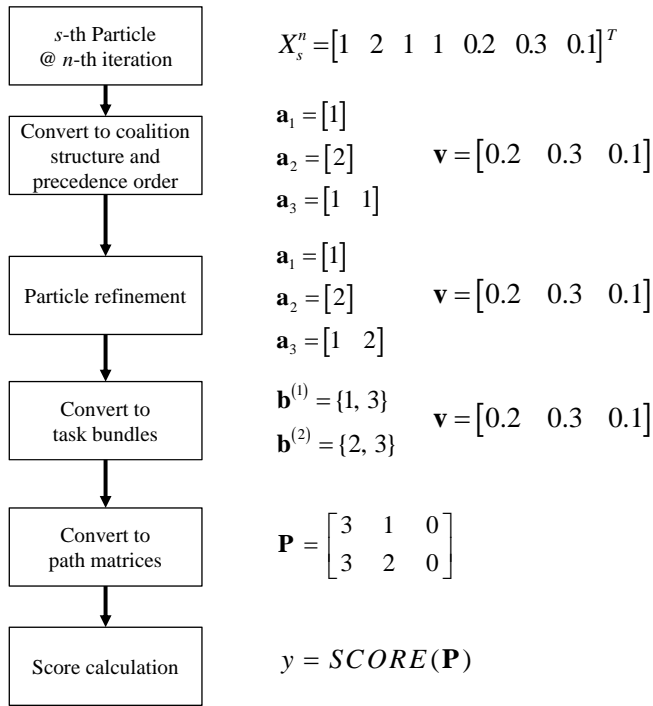 s-th Particle
@ n-th iteration
X_s^n = [1 2 1 1 0.2 0.3 0.1]^T
Convert to coalition
structure and
precedence order
a_1 = [1]
a_2 = [2]
a_3 = [1 1]
v = [0.2 0.3 0.1]
Particle refinement
a_1 = [1]
a_2 = [2]
a_3 = [1 2]
v = [0.2 0.3 0.1]
Convert to
task bundles
b^(1) = {1, 3}
b^(2) = {2, 3}
v = [0.2 0.3 0.1]
Convert to
path matrices
P = [3 1 0
3 2 0]
Score calculation
y = SCORE(P)